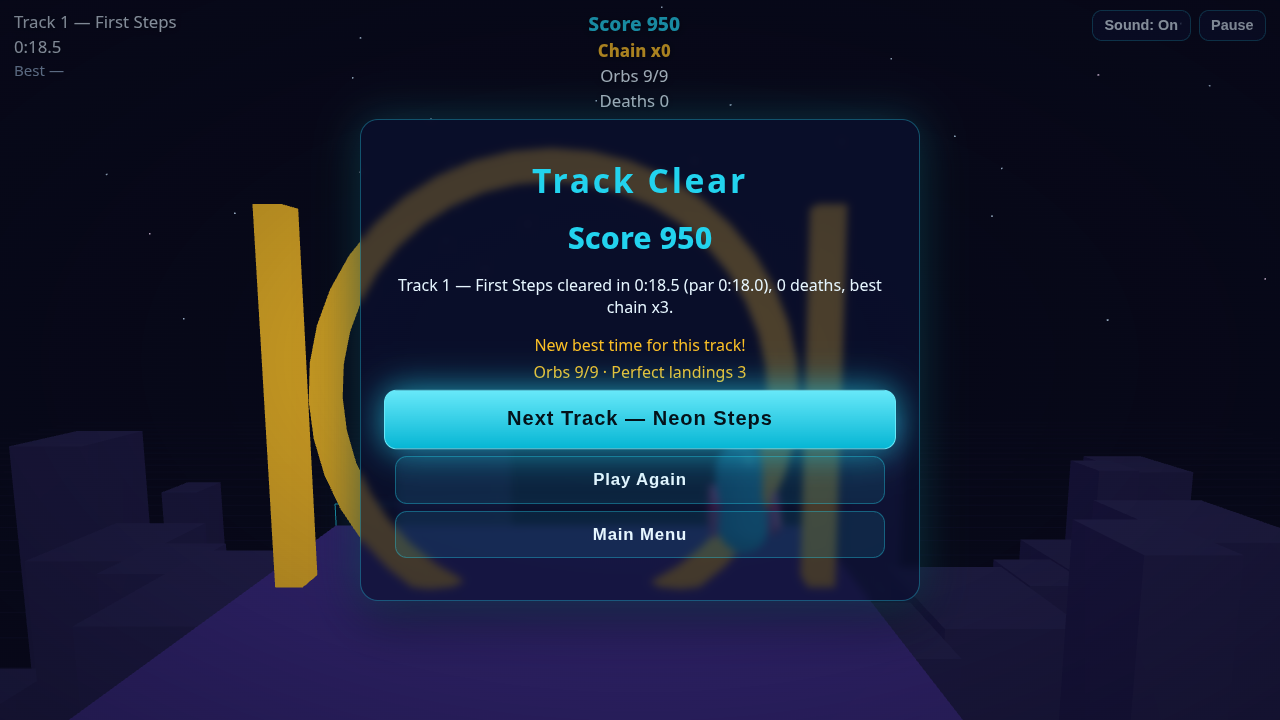 Track 1 — First Steps
0:18.5
Best —
Score 950
Chain x0
Orbs 9/9
Deaths 0
Sound: On
Pause
Track Clear
Score 950
Track 1 — First Steps cleared in 0:18.5 (par 0:18.0), 0 deaths, best
chain x3.
New best time for this track!
Orbs 9/9 · Perfect landings 3
Next Track — Neon Steps
Play Again
Main Menu